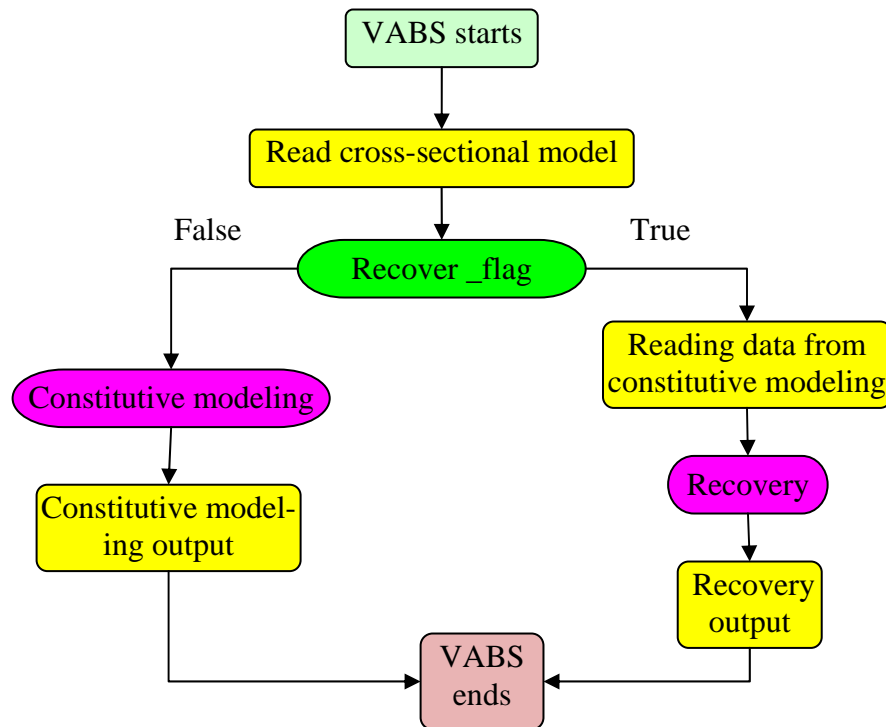 VABS starts
Read cross-sectional model
False
True
Recover _flag
Reading data from
constitutive modeling
Constitutive modeling
Recovery
Constitutive model-
ing output
Recovery
output
VABS
ends